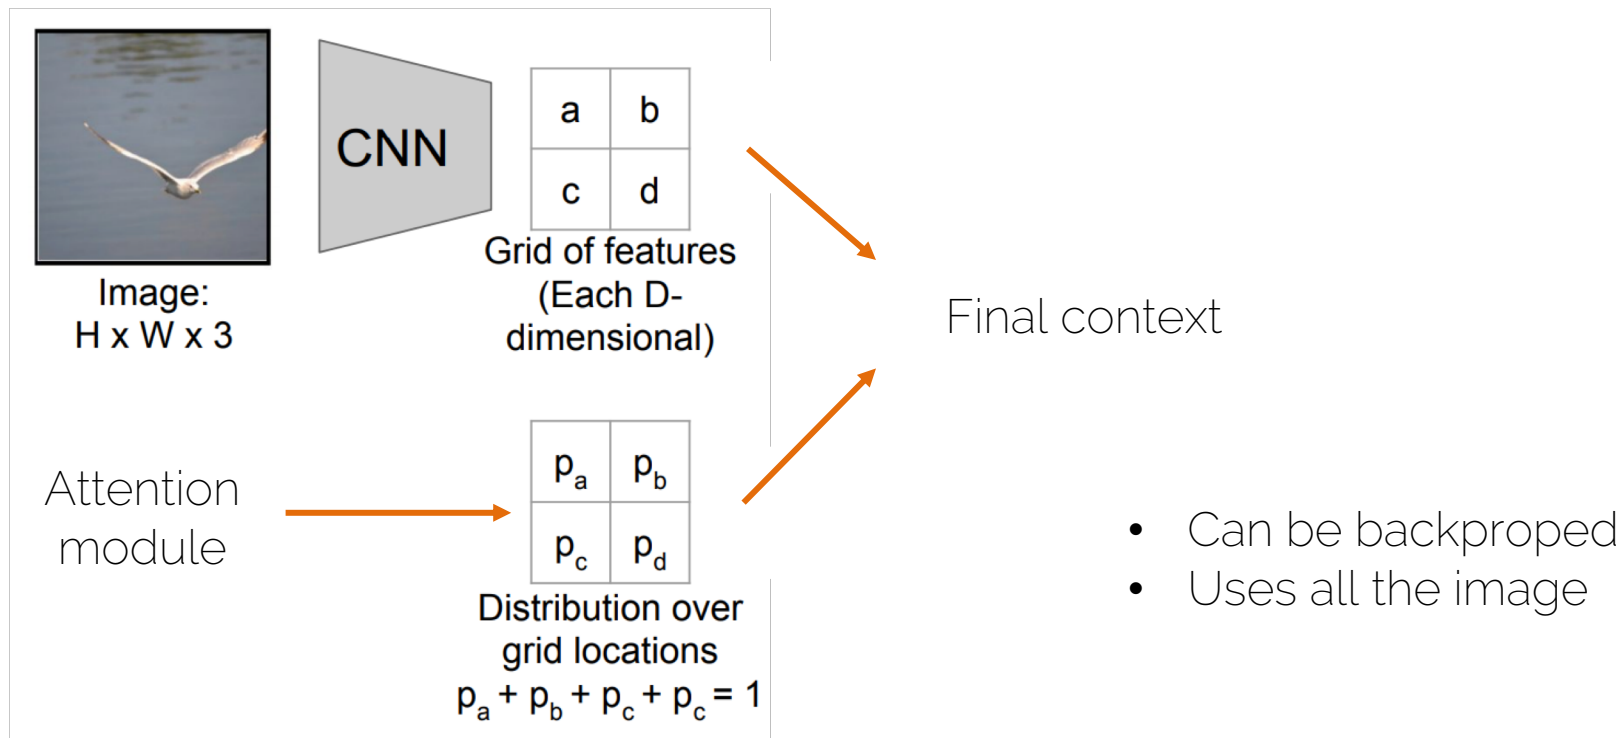 CNN
a b
c d
Image:
H x W x 3
Grid of features
(Each D-
dimensional)
Final context
Attention
module
pa pb
pc pd
Distribution over
grid locations
pa + pb + pc + pc = 1
• Can be backproped
• Uses all the image